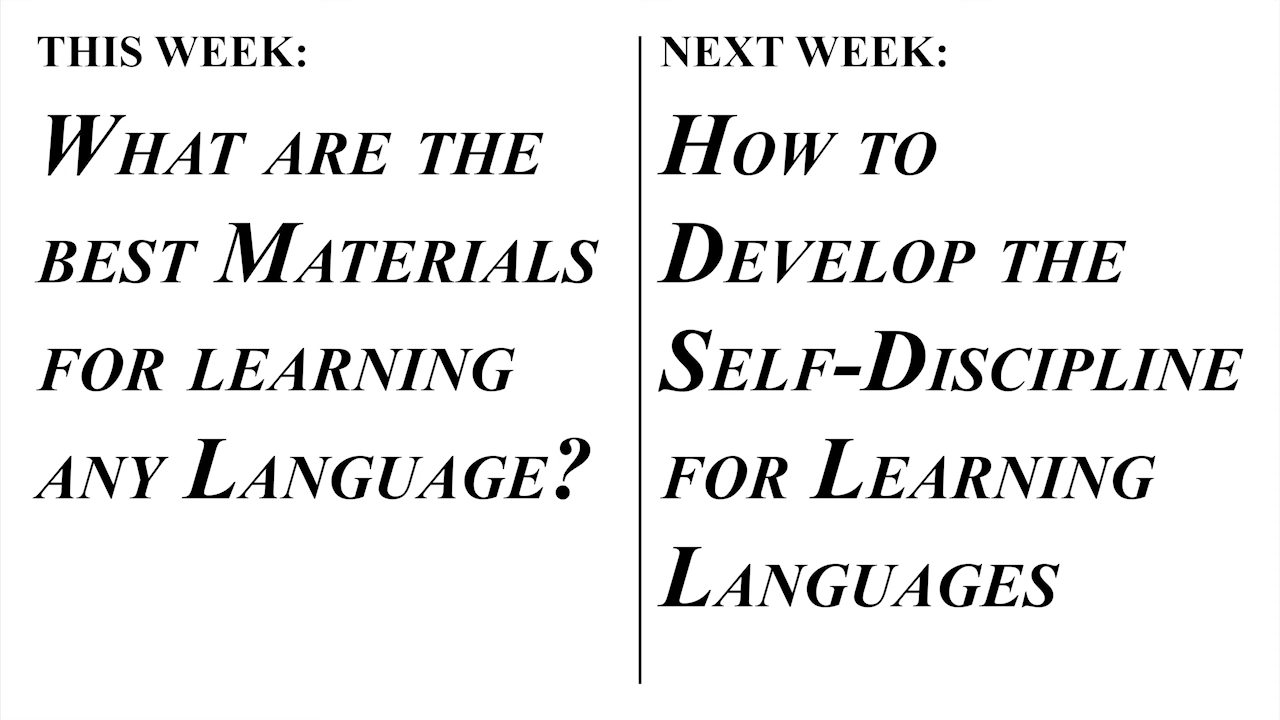 THIS WEEK:
WHAT ARE THE
BEST MATERIALS
FOR LEARNING
ANY LANGUAGE?
NEXT WEEK:
HOW TO
DEVELOP THE
SELF-DISCIPLINE
FOR LEARNING
LANGUAGES